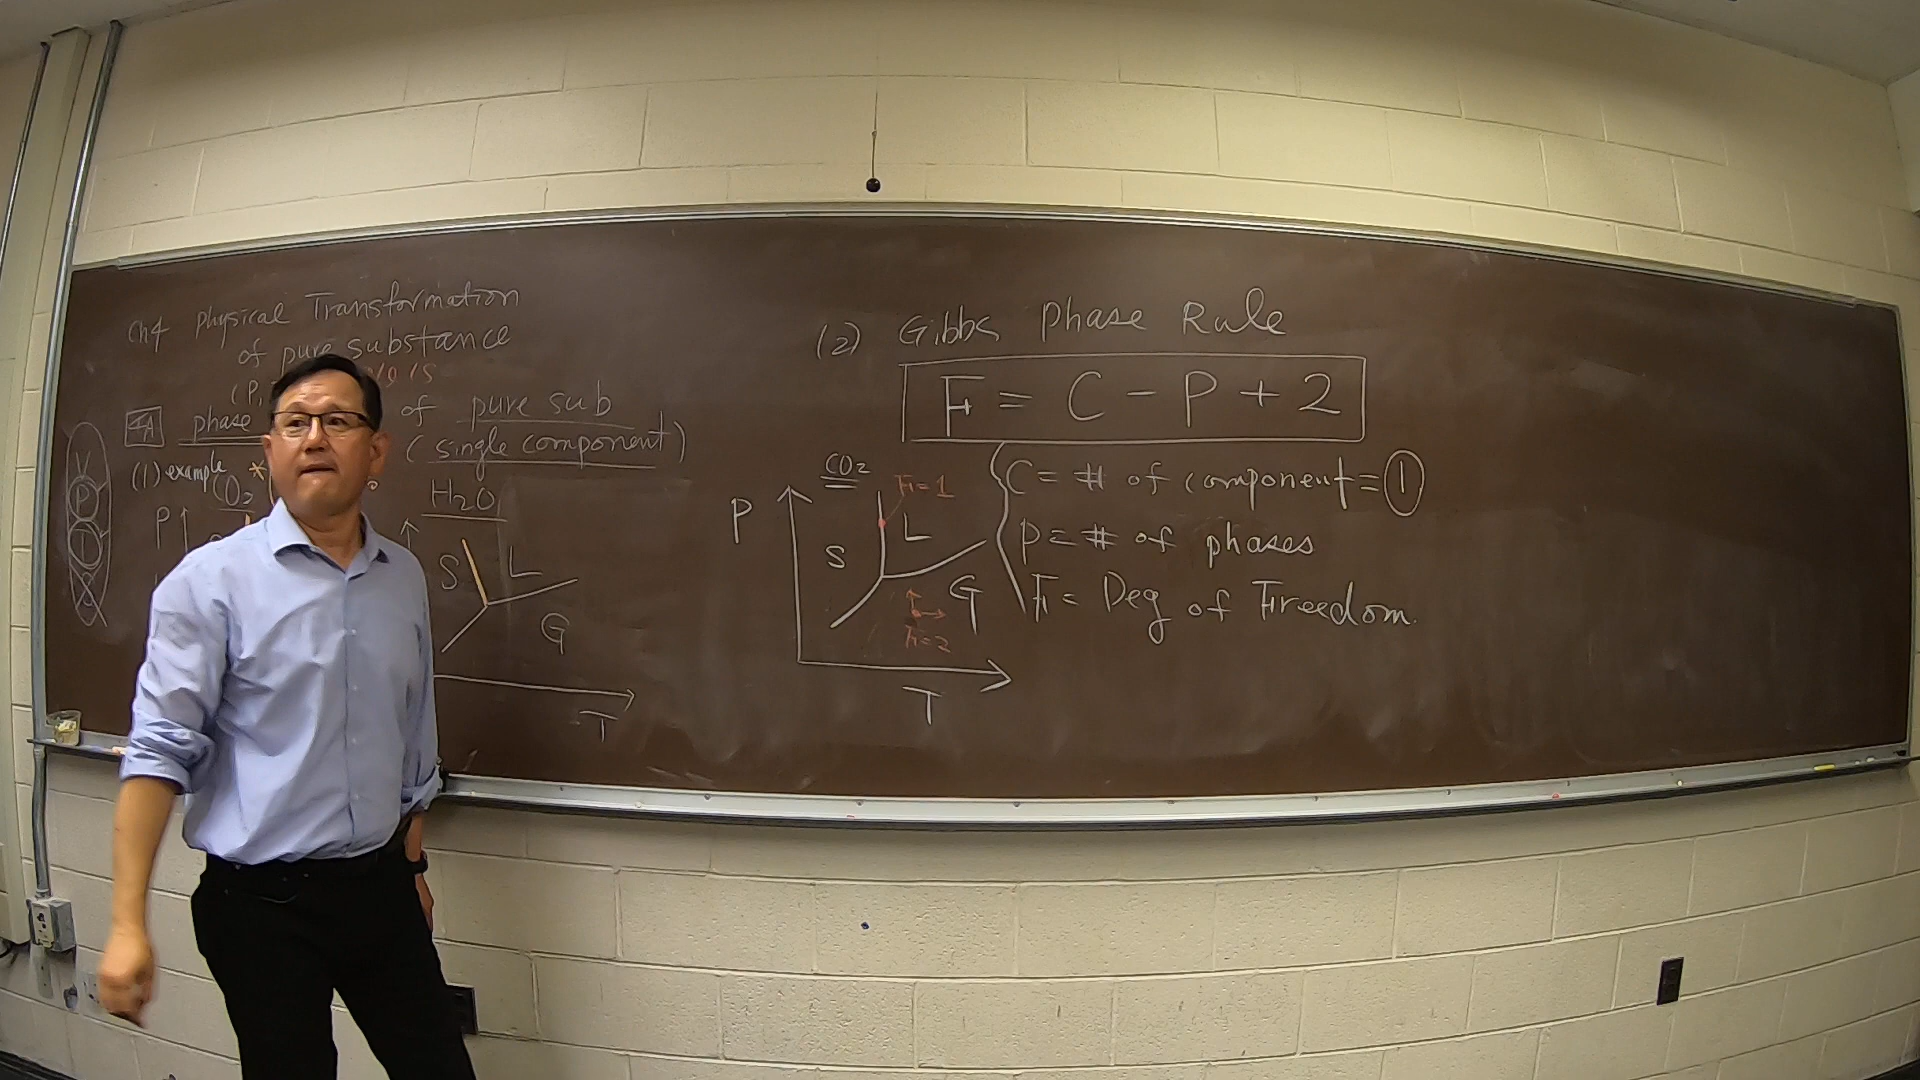 Ch4 Physical Transformation
of pure substance
(P,
4A phase of pure sub
(single component)
(1) example *
CO₂
H₂O
P
S L
G
T
V
P
T
(2) Gibbs Phase Rule
F = C - P + 2
CO₂
F=1
P
S L
G
F=2
T
C = # of component = 1
P = # of phases
F = Deg of Freedom.